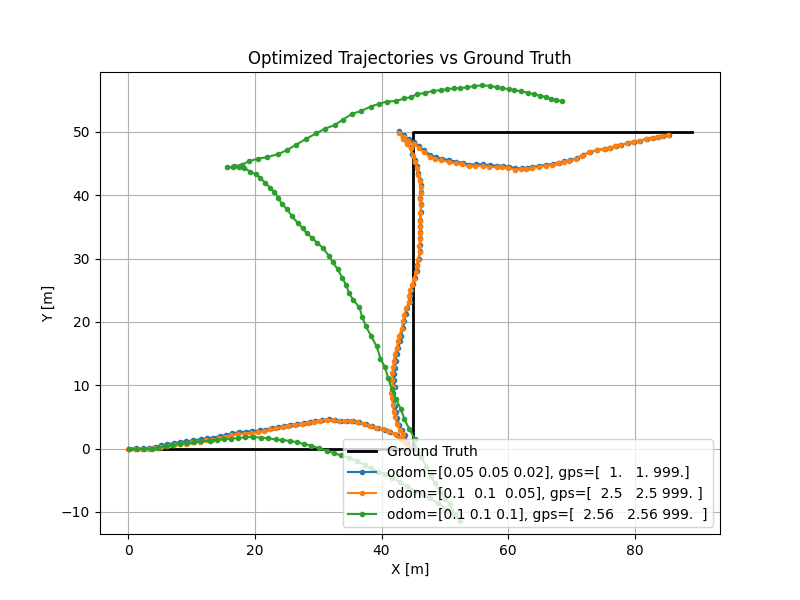 Optimized Trajectories vs Ground Truth
Y [m]
50
40
30
20
10
0
−10
0 20 40 60 80
X [m]
Ground Truth
odom=[0.05 0.05 0.02], gps=[  1.   1. 999.]
odom=[0.1  0.1  0.05], gps=[  2.5   2.5 999. ]
odom=[0.1 0.1 0.1], gps=[  2.56   2.56 999.  ]